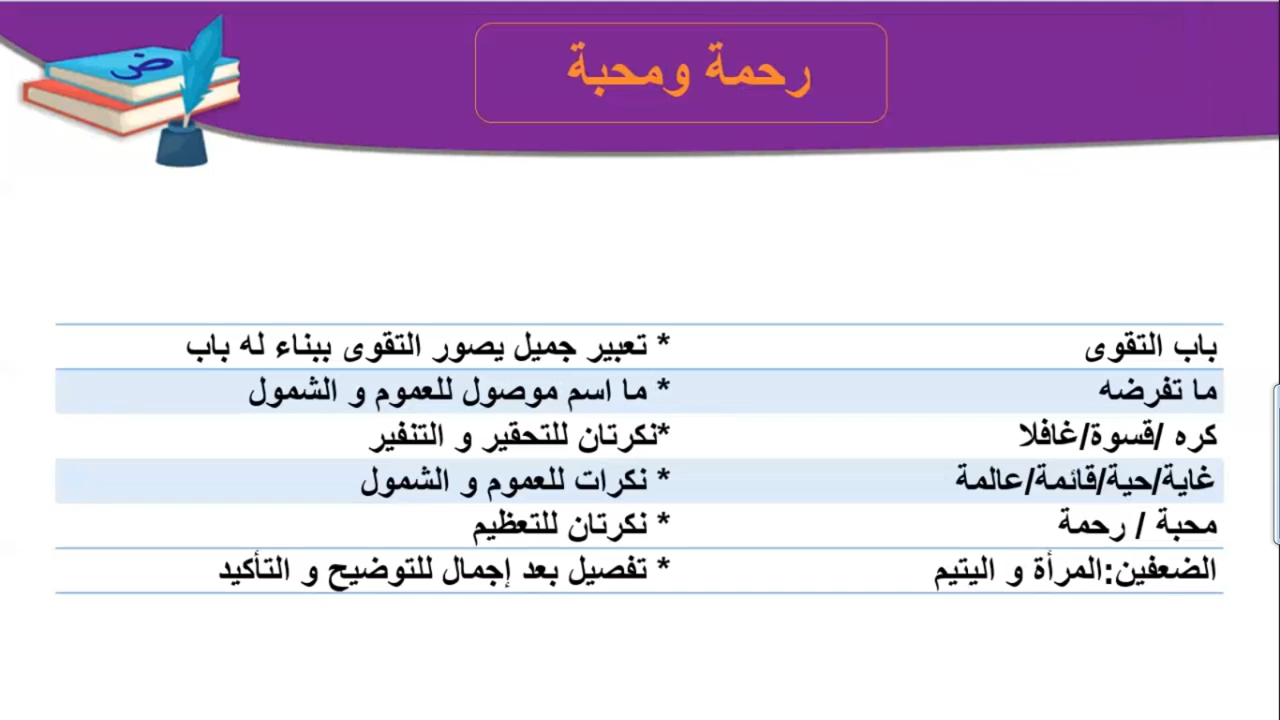 ض
رحمة ومحبة
باب التقوى * تعبير جميل يصور التقوى ببناء له باب
ما تفرضه * ما اسم موصول للعموم و الشمول
كره /قسوة/غافلا *نكرتان للتحقير و التنفير
غاية/حية/قائمة/عالمة * نكرات للعموم و الشمول
محبة / رحمة * نكرتان للتعظيم
الضعفين:المرأة و اليتيم * تفصيل بعد إجمال للتوضيح و التأكيد